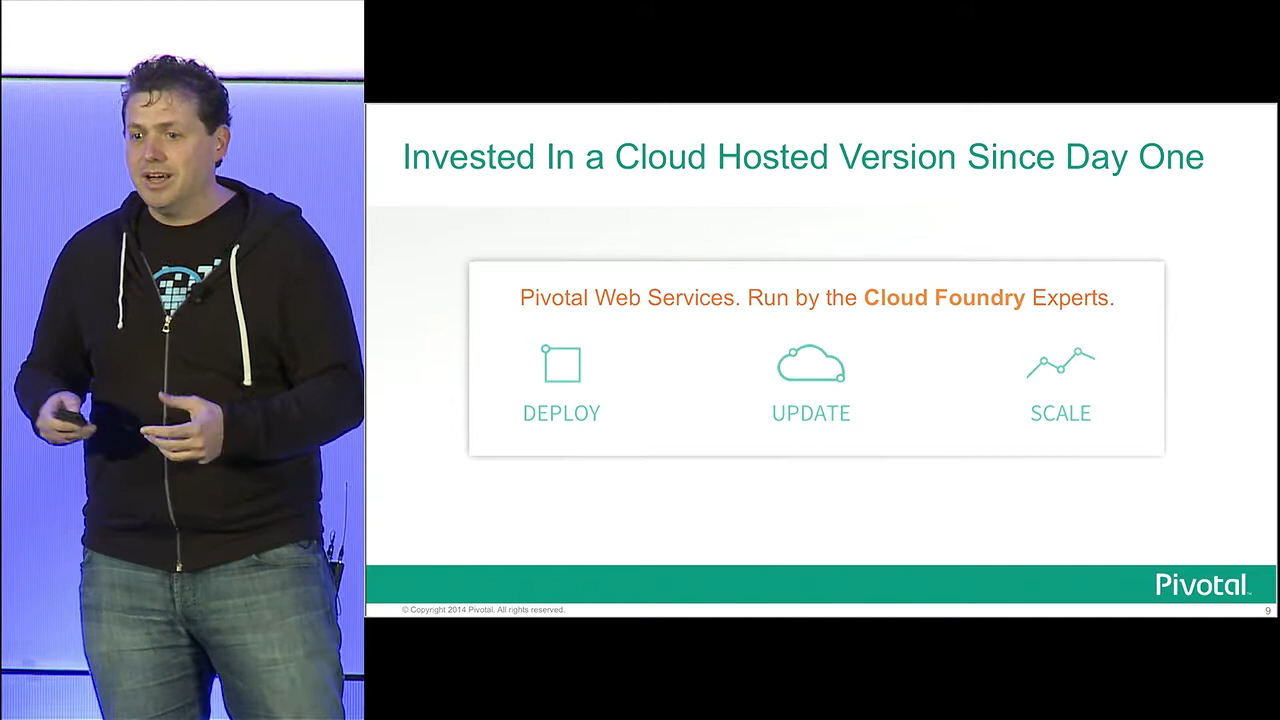 Invested In a Cloud Hosted Version Since Day One
Pivotal Web Services. Run by the Cloud Foundry Experts.
DEPLOY
UPDATE
SCALE
Pivotal™
© Copyright 2014 Pivotal. All rights reserved.
9